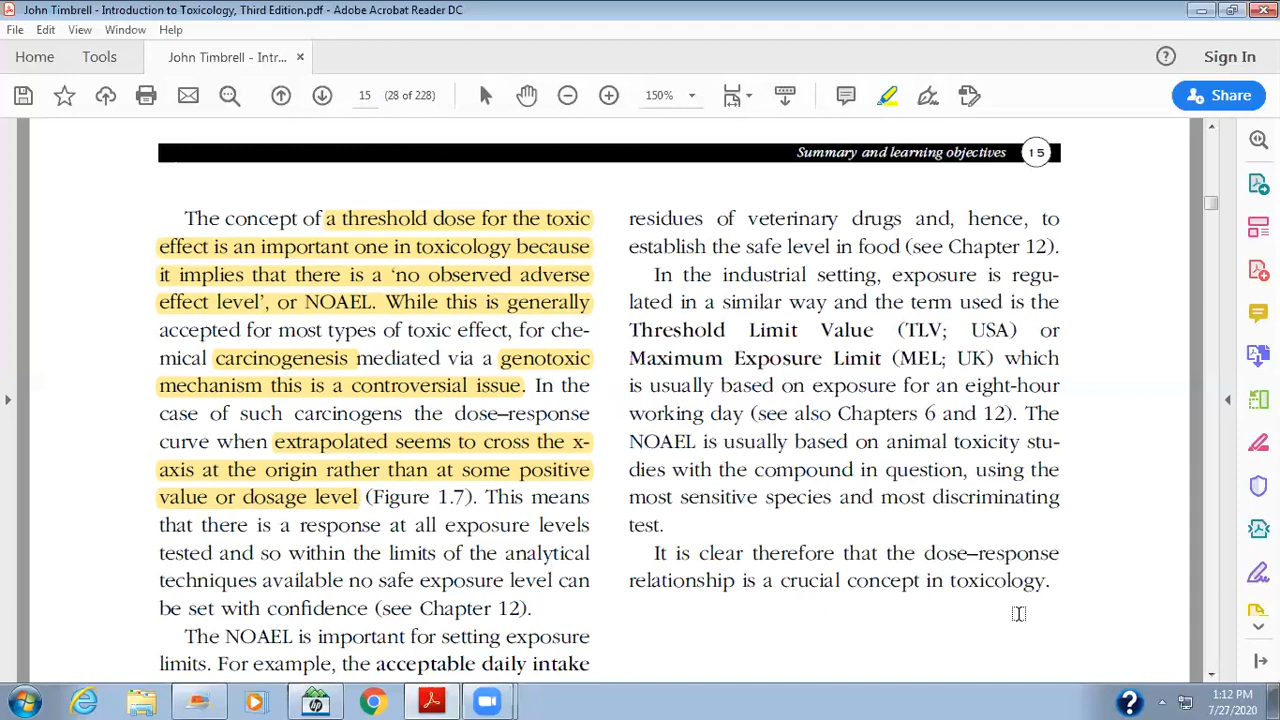 John Timbrell - Introduction to Toxicology, Third Edition.pdf - Adobe Acrobat Reader DC
File Edit View Window Help
Home Tools John Timbrell - Intr... × ? Sign In
15 (28 of 228) 150% Share
Summary and learning objectives 15
The concept of a threshold dose for the toxic
effect is an important one in toxicology because
it implies that there is a ‘no observed adverse
effect level’, or NOAEL. While this is generally
accepted for most types of toxic effect, for che-
mical carcinogenesis mediated via a genotoxic
mechanism this is a controversial issue. In the
case of such carcinogens the dose–response
curve when extrapolated seems to cross the x-
axis at the origin rather than at some positive
value or dosage level (Figure 1.7). This means
that there is a response at all exposure levels
tested and so within the limits of the analytical
techniques available no safe exposure level can
be set with confidence (see Chapter 12).
The NOAEL is important for setting exposure
limits. For example, the acceptable daily intake
residues of veterinary drugs and, hence, to
establish the safe level in food (see Chapter 12).
In the industrial setting, exposure is regu-
lated in a similar way and the term used is the
Threshold Limit Value (TLV; USA) or
Maximum Exposure Limit (MEL; UK) which
is usually based on exposure for an eight-hour
working day (see also Chapters 6 and 12). The
NOAEL is usually based on animal toxicity stu-
dies with the compound in question, using the
most sensitive species and most discriminating
test.
It is clear therefore that the dose–response
relationship is a crucial concept in toxicology.
1:12 PM
7/27/2020